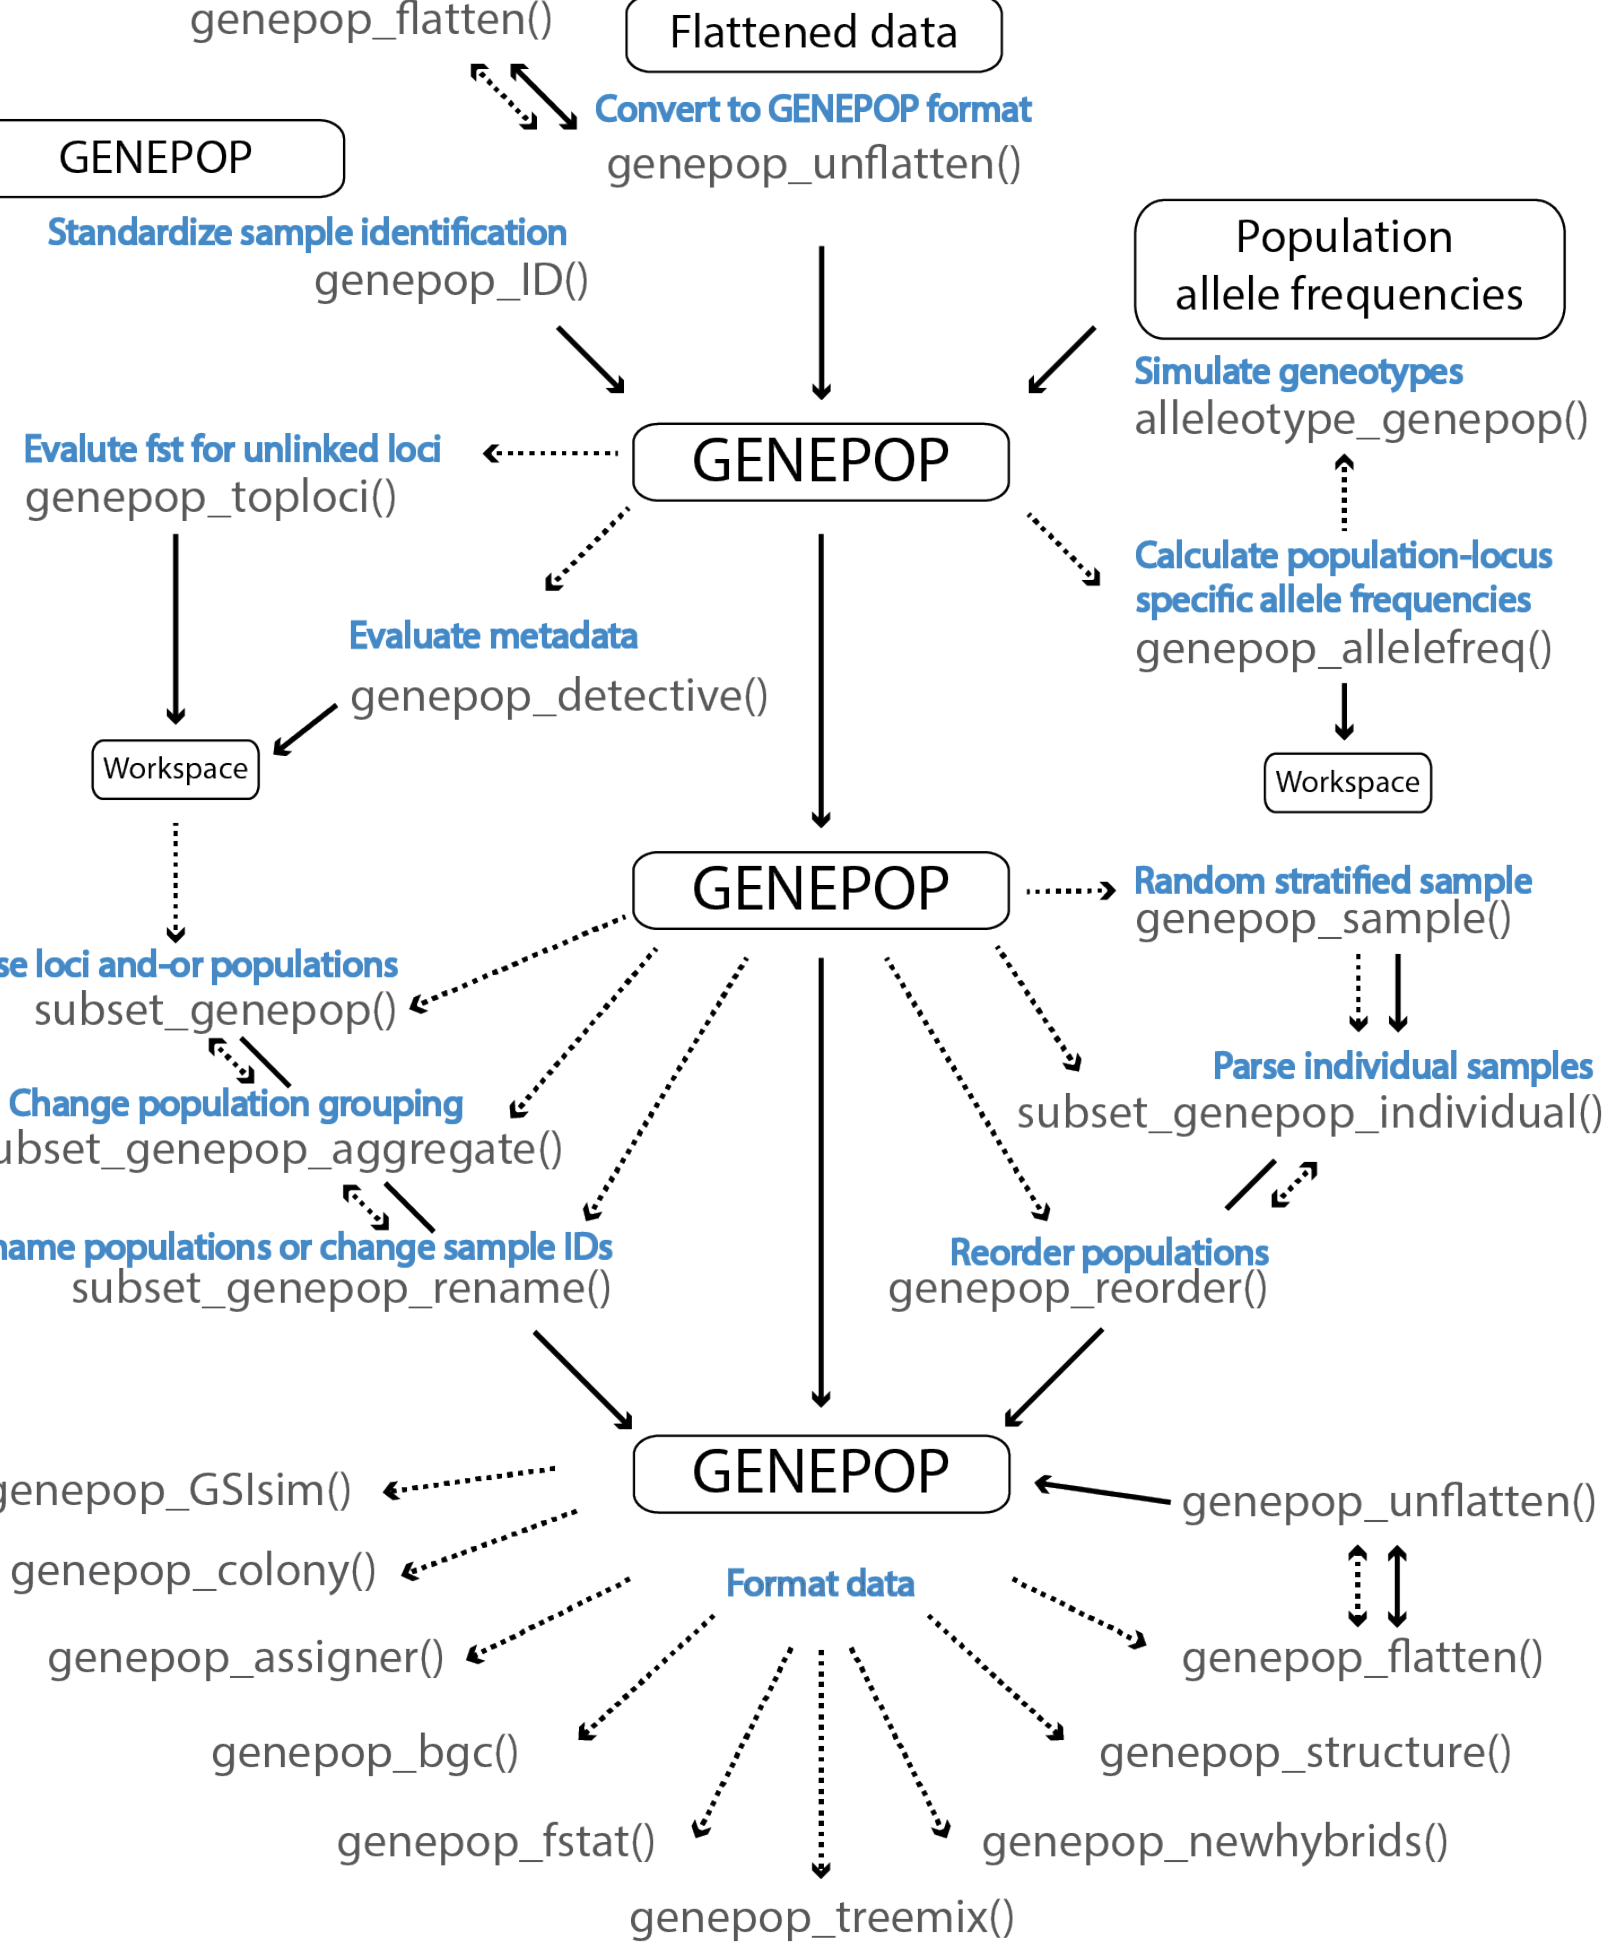 genepop_flatten()
Flattened data
Convert to GENEPOP format
genepop_unflatten()
GENEPOP
Standardize sample identification
genepop_ID()
Population
allele frequencies
Simulate geneotypes
alleleotype_genepop()
Evalute fst for unlinked loci
genepop_toploci()
GENEPOP
Calculate population-locus
specific allele frequencies
genepop_allelefreq()
Evaluate metadata
genepop_detective()
Workspace
Workspace
GENEPOP
Random stratified sample
genepop_sample()
se loci and-or populations
subset_genepop()
Parse individual samples
subset_genepop_individual()
Change population grouping
ubset_genepop_aggregate()
name populations or change sample IDs
subset_genepop_rename()
Reorder populations
genepop_reorder()
GENEPOP
genepop_GSIsim()
genepop_unflatten()
genepop_colony()
Format data
genepop_assigner()
genepop_flatten()
genepop_bgc()
genepop_structure()
genepop_fstat()
genepop_newhybrids()
genepop_treemix()